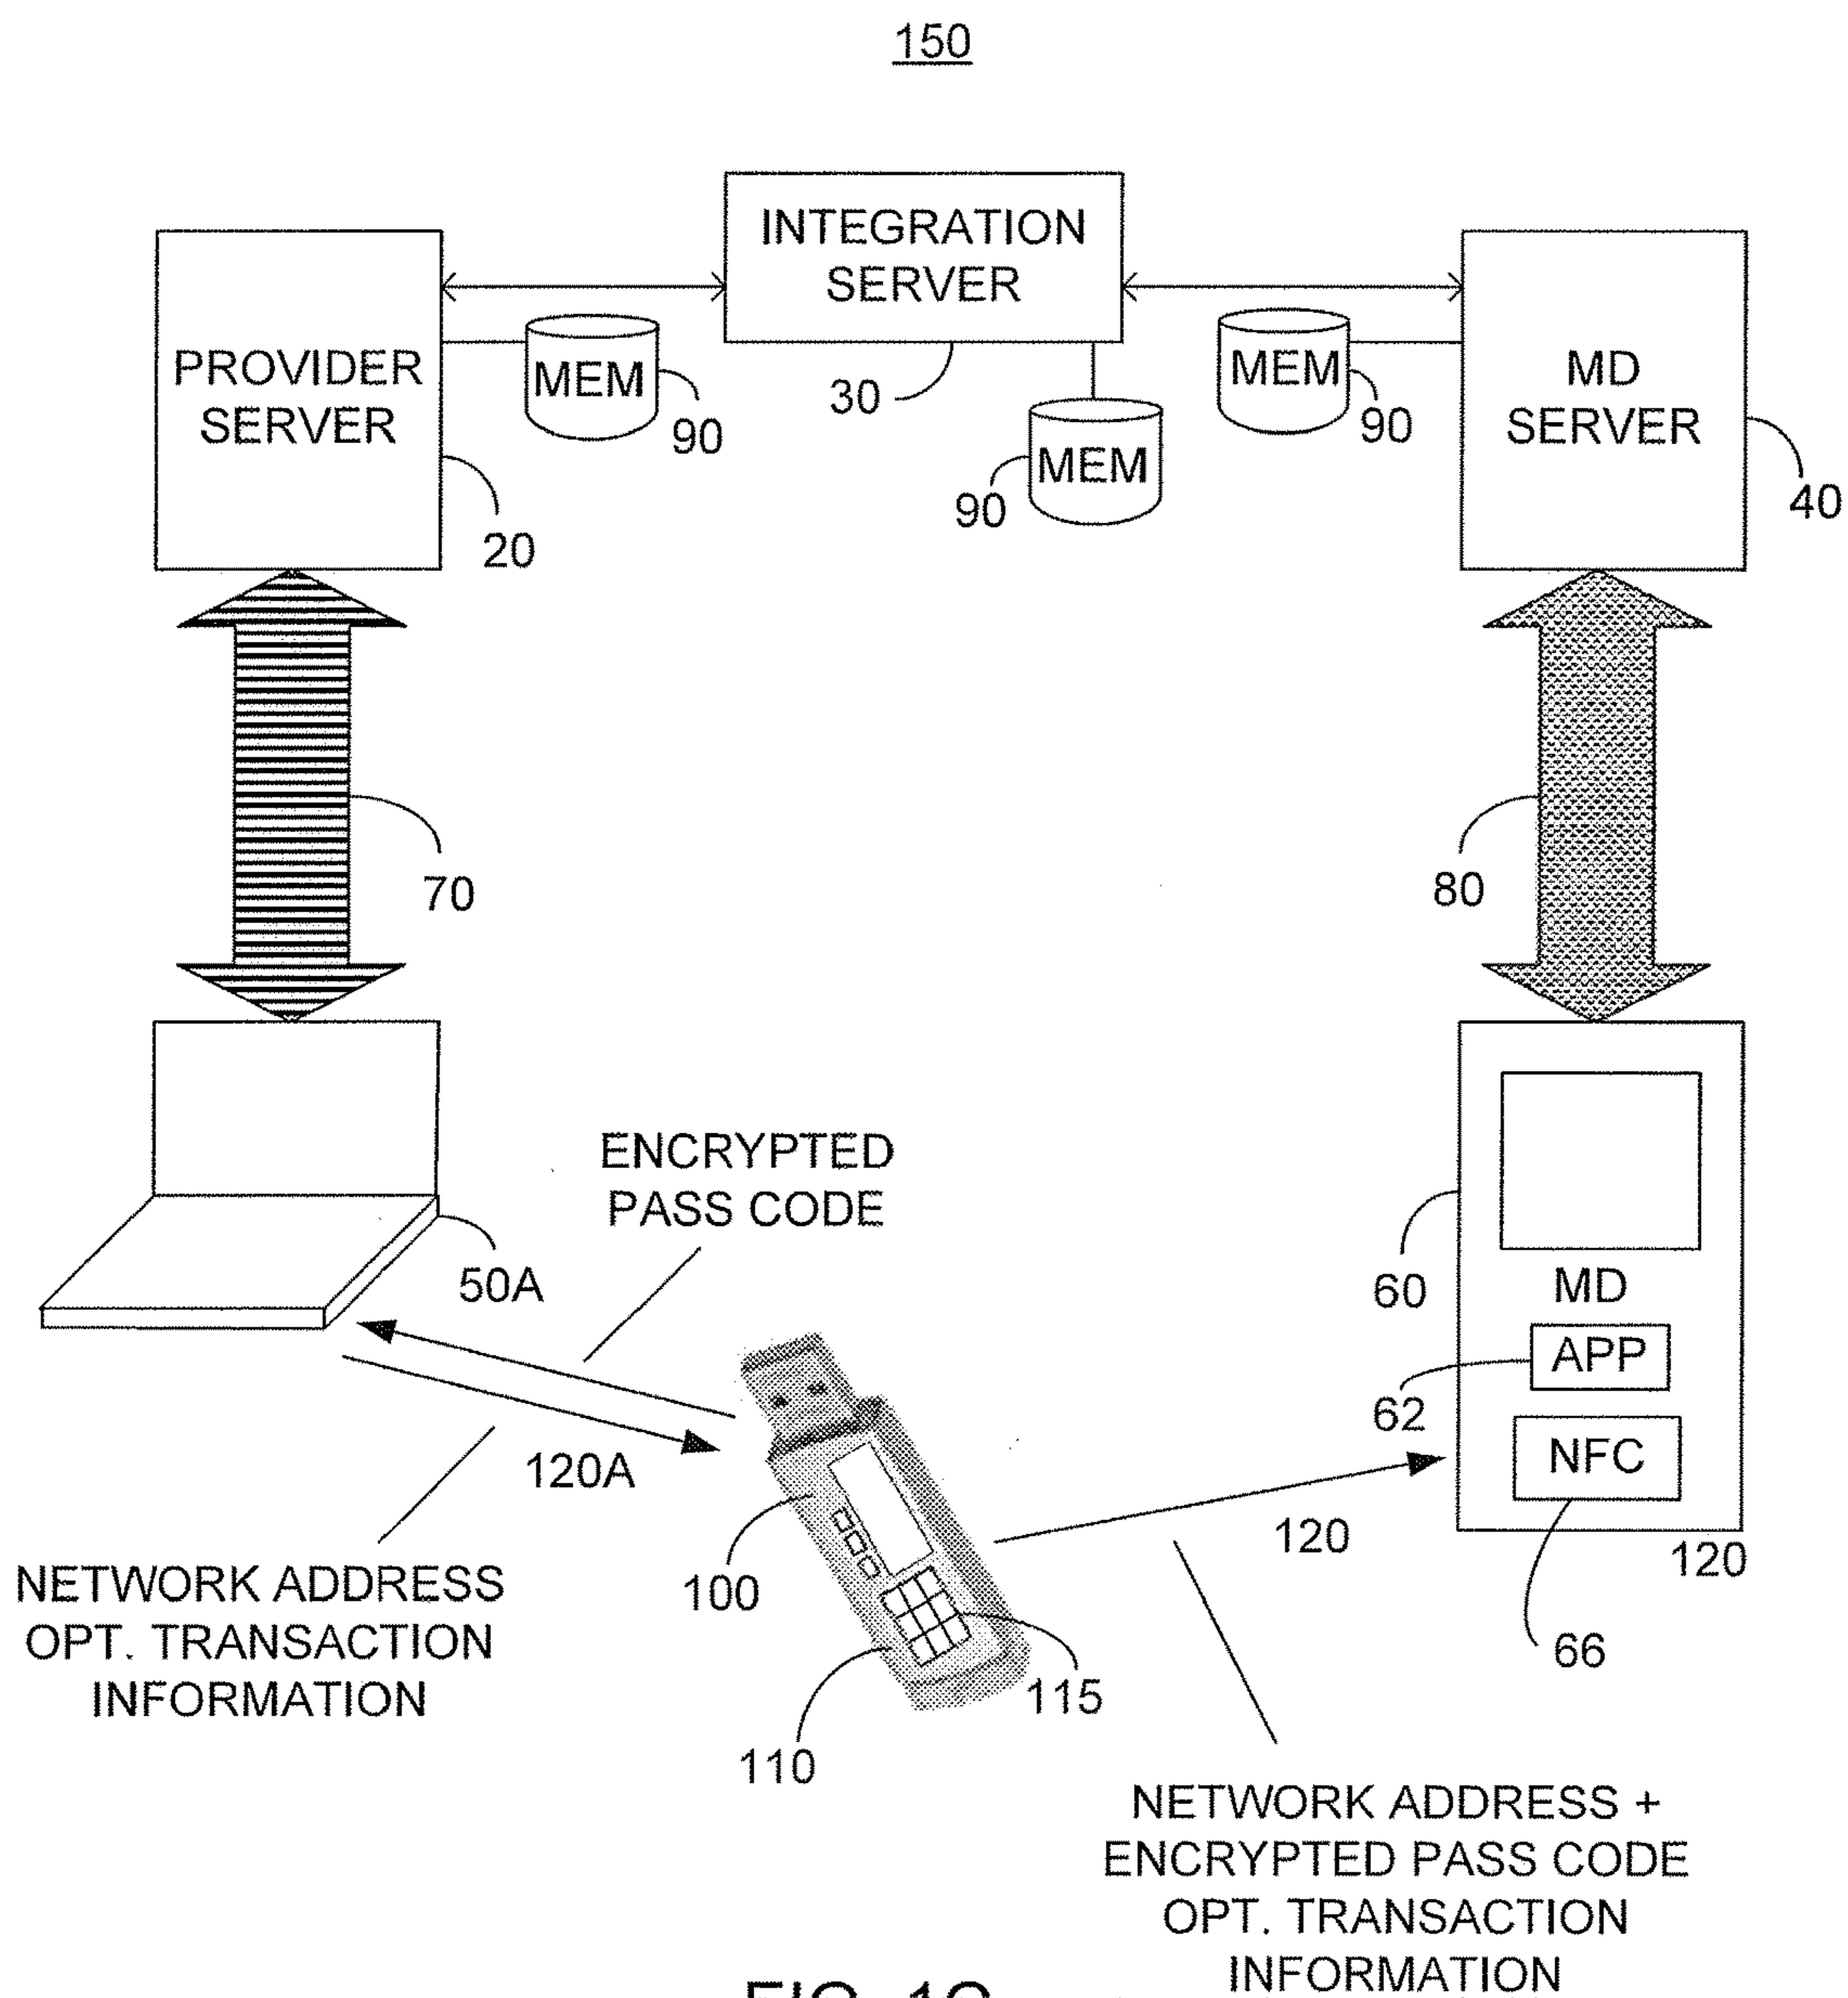 150
INTEGRATION
SERVER
PROVIDER
SERVER
MEM
90
30
MEM
90
MEM
90
MD
SERVER
20
40
70
80
ENCRYPTED
PASS CODE
50A
60
MD
APP
62
NFC
120A
120
120
66
100
115
110
NETWORK ADDRESS
OPT. TRANSACTION
INFORMATION
NETWORK ADDRESS +
ENCRYPTED PASS CODE
OPT. TRANSACTION
INFORMATION
FIG. 1C